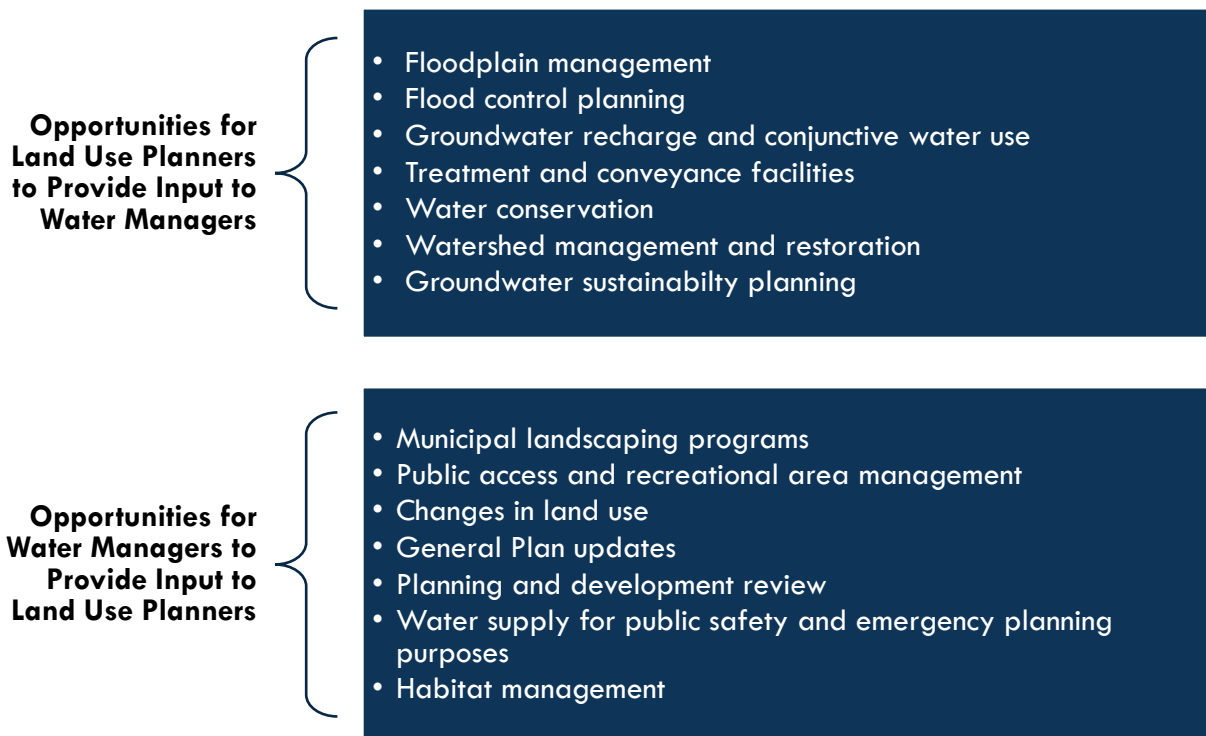 Opportunities for
Land Use Planners
to Provide Input to
Water Managers
• Floodplain management
• Flood control planning
• Groundwater recharge and conjunctive water use
• Treatment and conveyance facilities
• Water conservation
• Watershed management and restoration
• Groundwater sustainabilty planning
Opportunities for
Water Managers to
Provide Input to
Land Use Planners
• Municipal landscaping programs
• Public access and recreational area management
• Changes in land use
• General Plan updates
• Planning and development review
• Water supply for public safety and emergency planning
purposes
• Habitat management